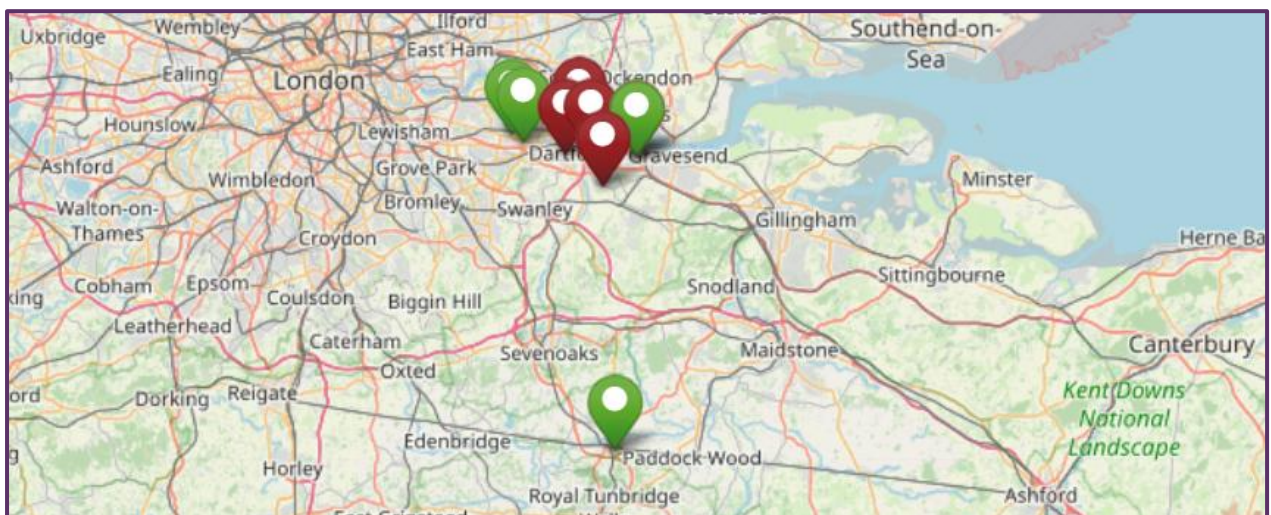 Uxbridge
Wembley
Ilford
Southend-on-
Sea
East Ham
Ealing
London
Ockendon
Hounslow
Lewisham
Ashford
Grove Park
Gravesend
Wimbledon
Minster
Bromley
Swanley
Walton-on-
Thames
Gillingham
Croydon
Herne Ba
Cobham
Epsom
Sittingbourne
king
Coulsdon
Biggin Hill
Snodland
Leatherhead
Caterham
Sevenoaks
Maidstone
Canterbury
Oxted
ord
Dorking
Reigate
Kent Downs
National
Landscape
Edenbridge
Paddock Wood
g
Horley
Royal Tunbridge
Ashford